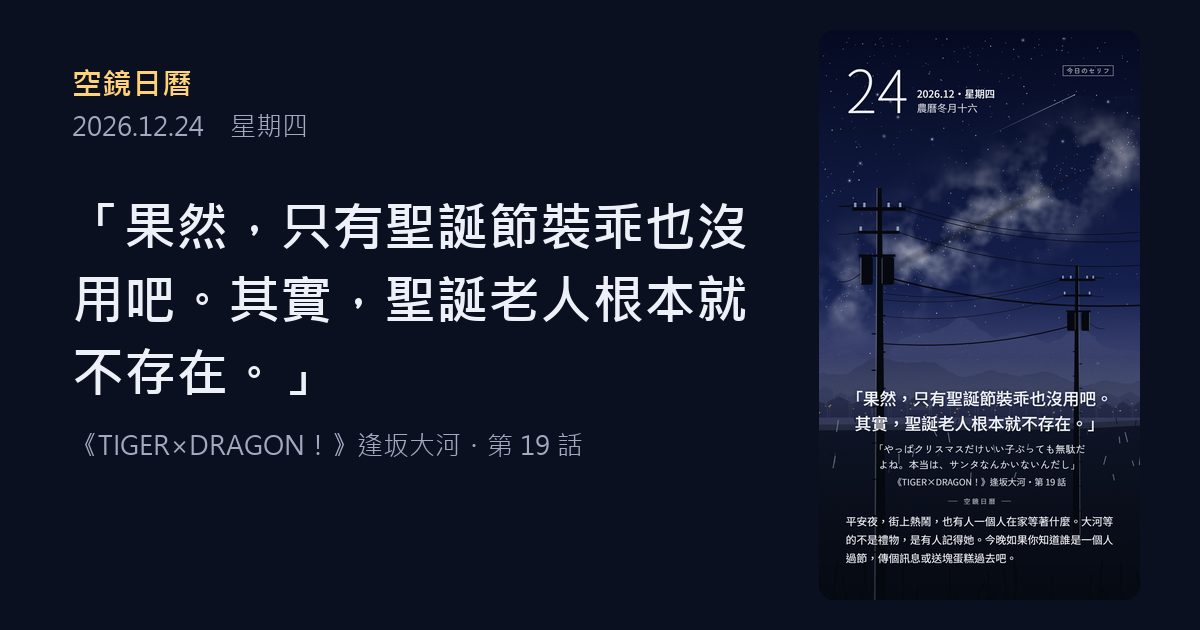 空鏡日曆
2026.12.24 星期四
「果然，只有聖誕節裝乖也沒
用吧。其實，聖誕老人根本就
不存在。」
《TIGER×DRAGON！》逢坂大河・第 19 話
24
今日のセリフ
2026.12・星期四
農曆冬月十六
「果然，只有聖誕節裝乖也沒用吧。
其實，聖誕老人根本就不存在。」
「やっぱクリスマスだけいい子ぶっても無駄だ
よね。本当は、サンタなんかいないんだし」
《TIGER×DRAGON！》逢坂大河・第 19 話
— 空鏡日曆 —
平安夜，街上熱鬧，也有人一個人在家等著什麼。大河等
的不是禮物，是有人記得她。今晚如果你知道誰是一個人
過節，傳個訊息或送塊蛋糕過去吧。